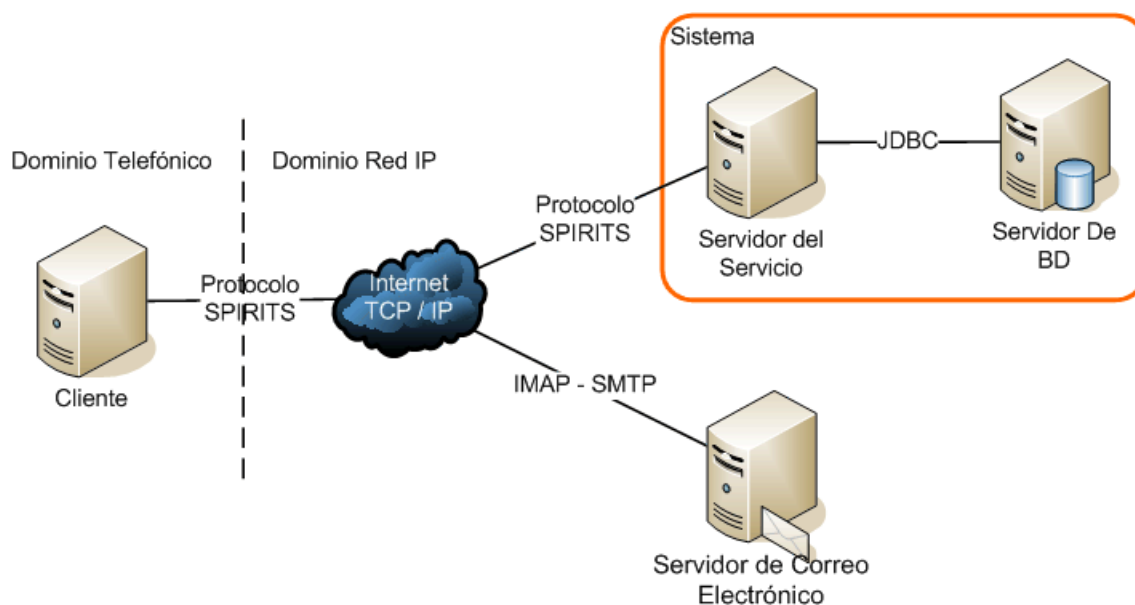 Sistema
JDBC
Servidor del
Servicio
Servidor De
BD
Dominio Telefónico
Dominio Red IP
Protocolo
SPIRITS
Protocolo
SPIRITS
Internet
TCP / IP
Cliente
IMAP - SMTP
Servidor de Correo
Electrónico